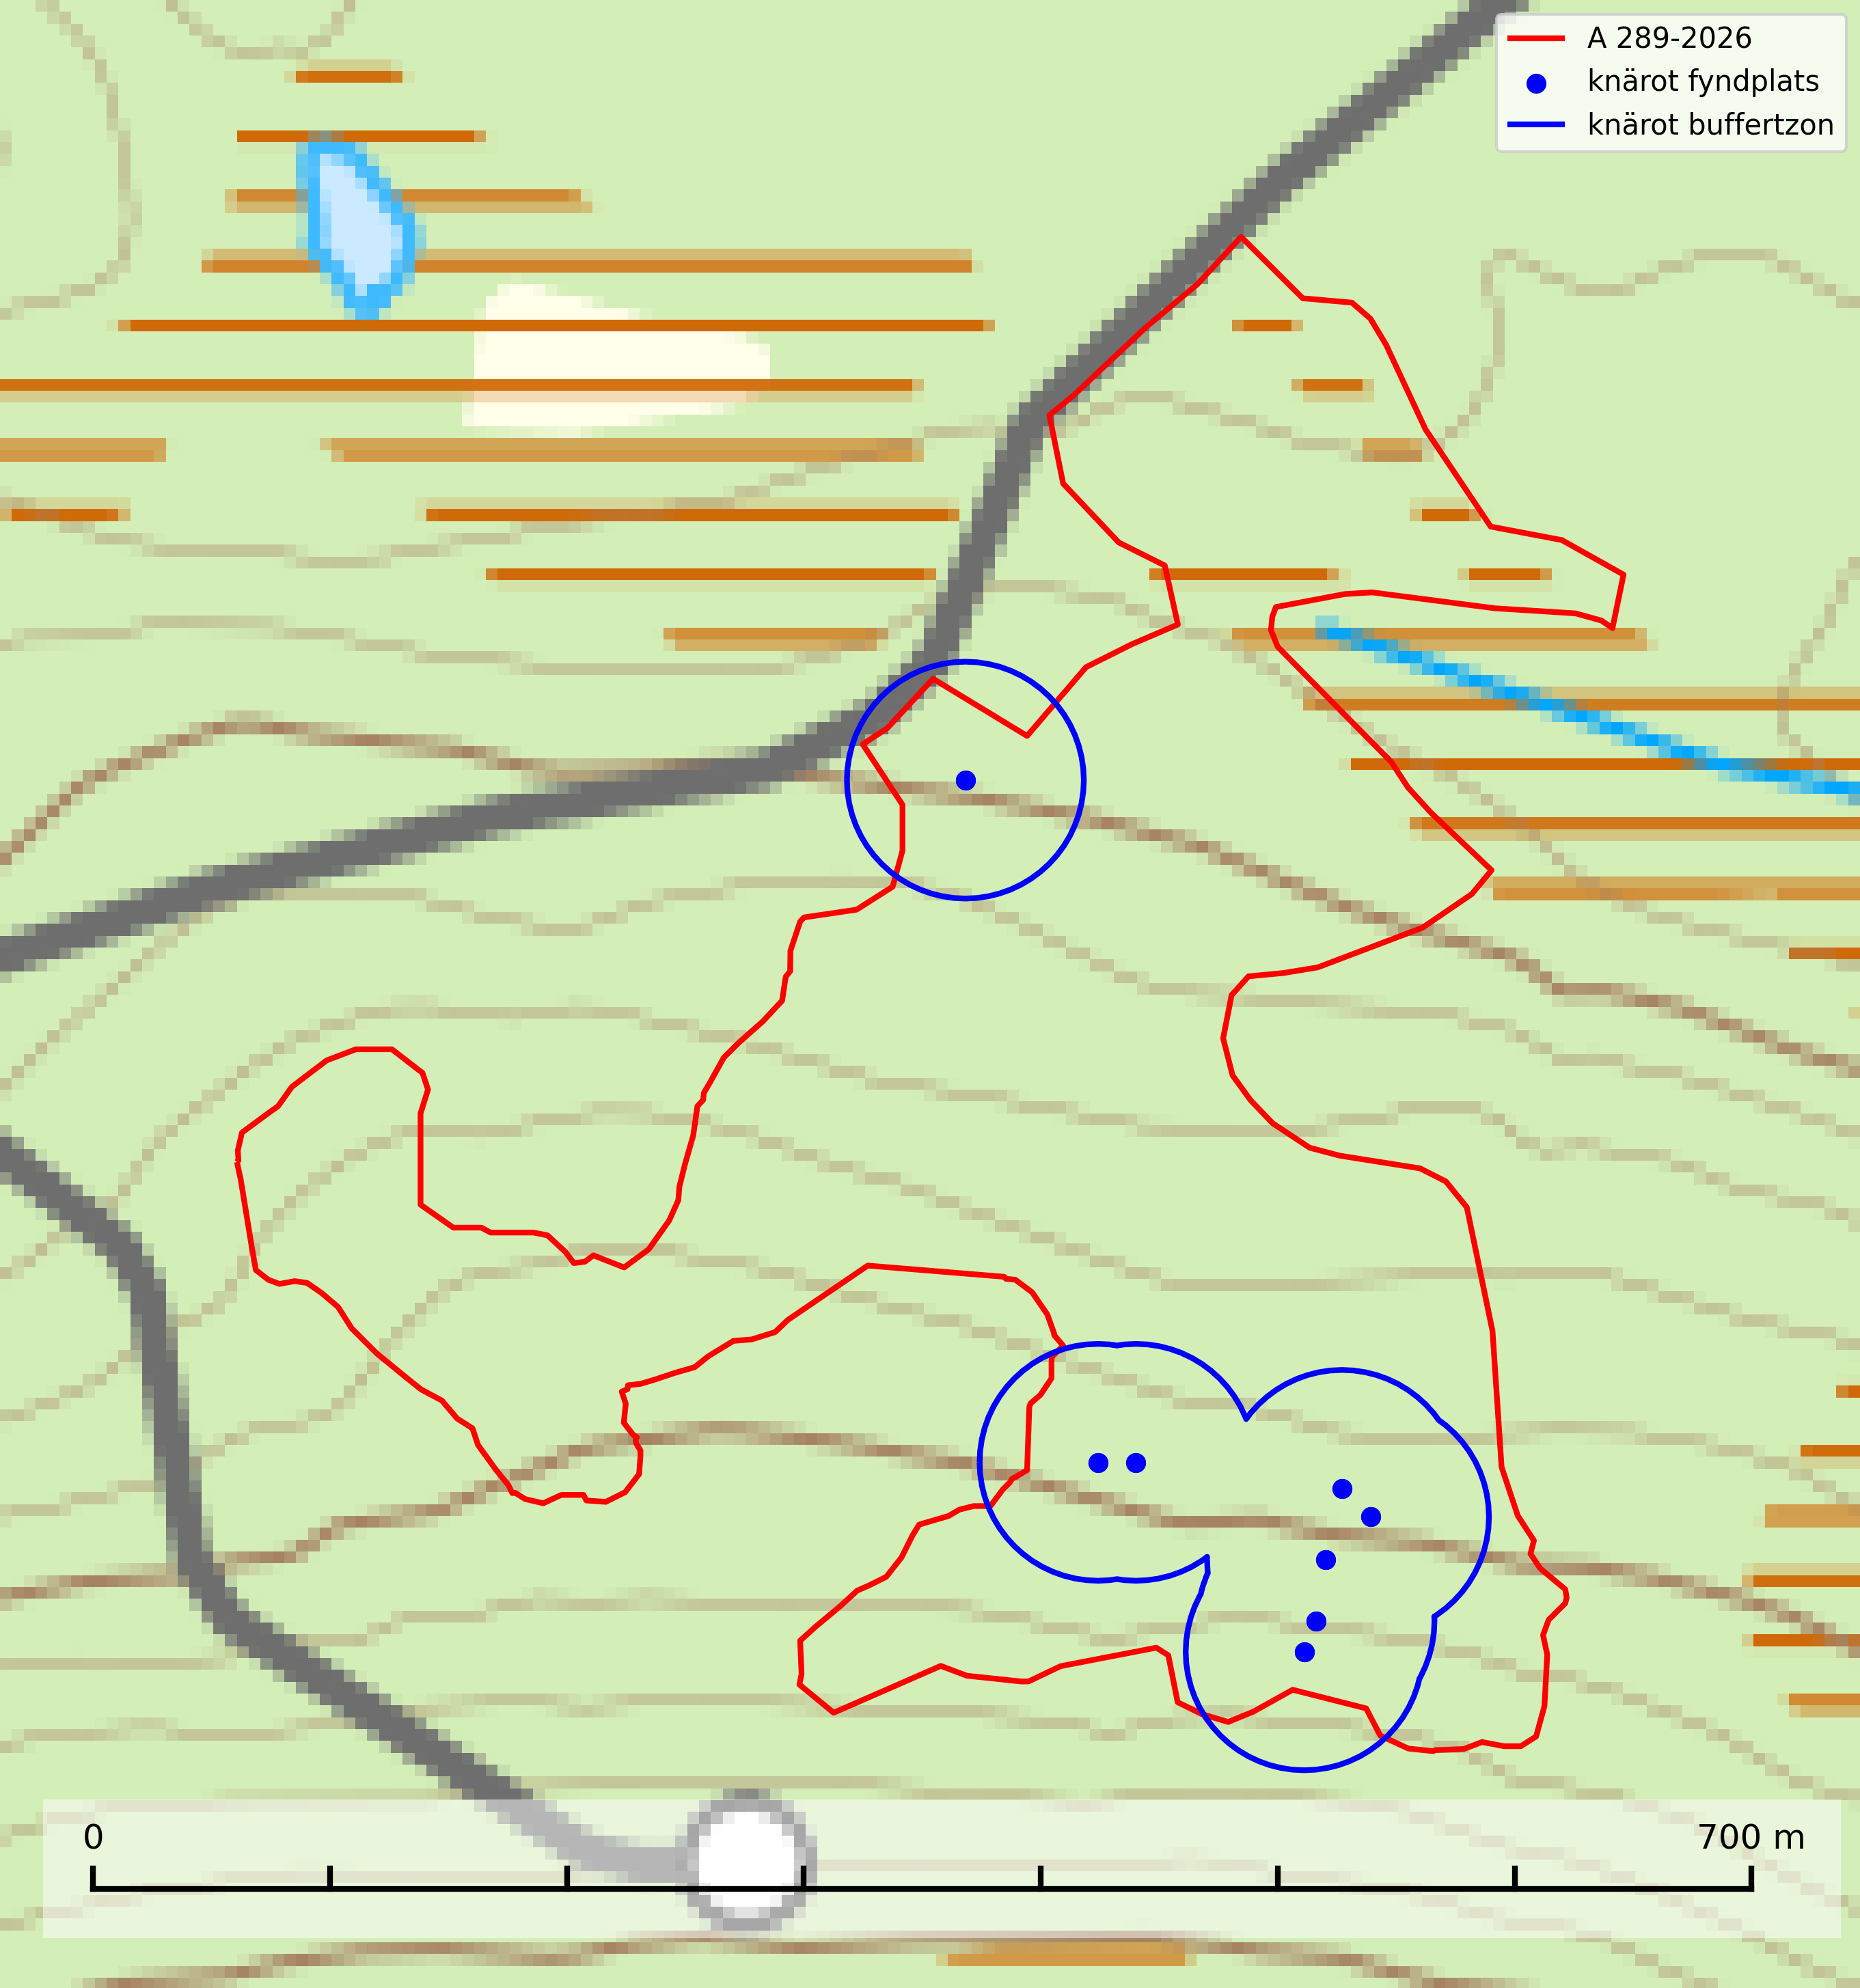 A 289-2026
knärot fyndplats
knärot buffertzon
0
700 m